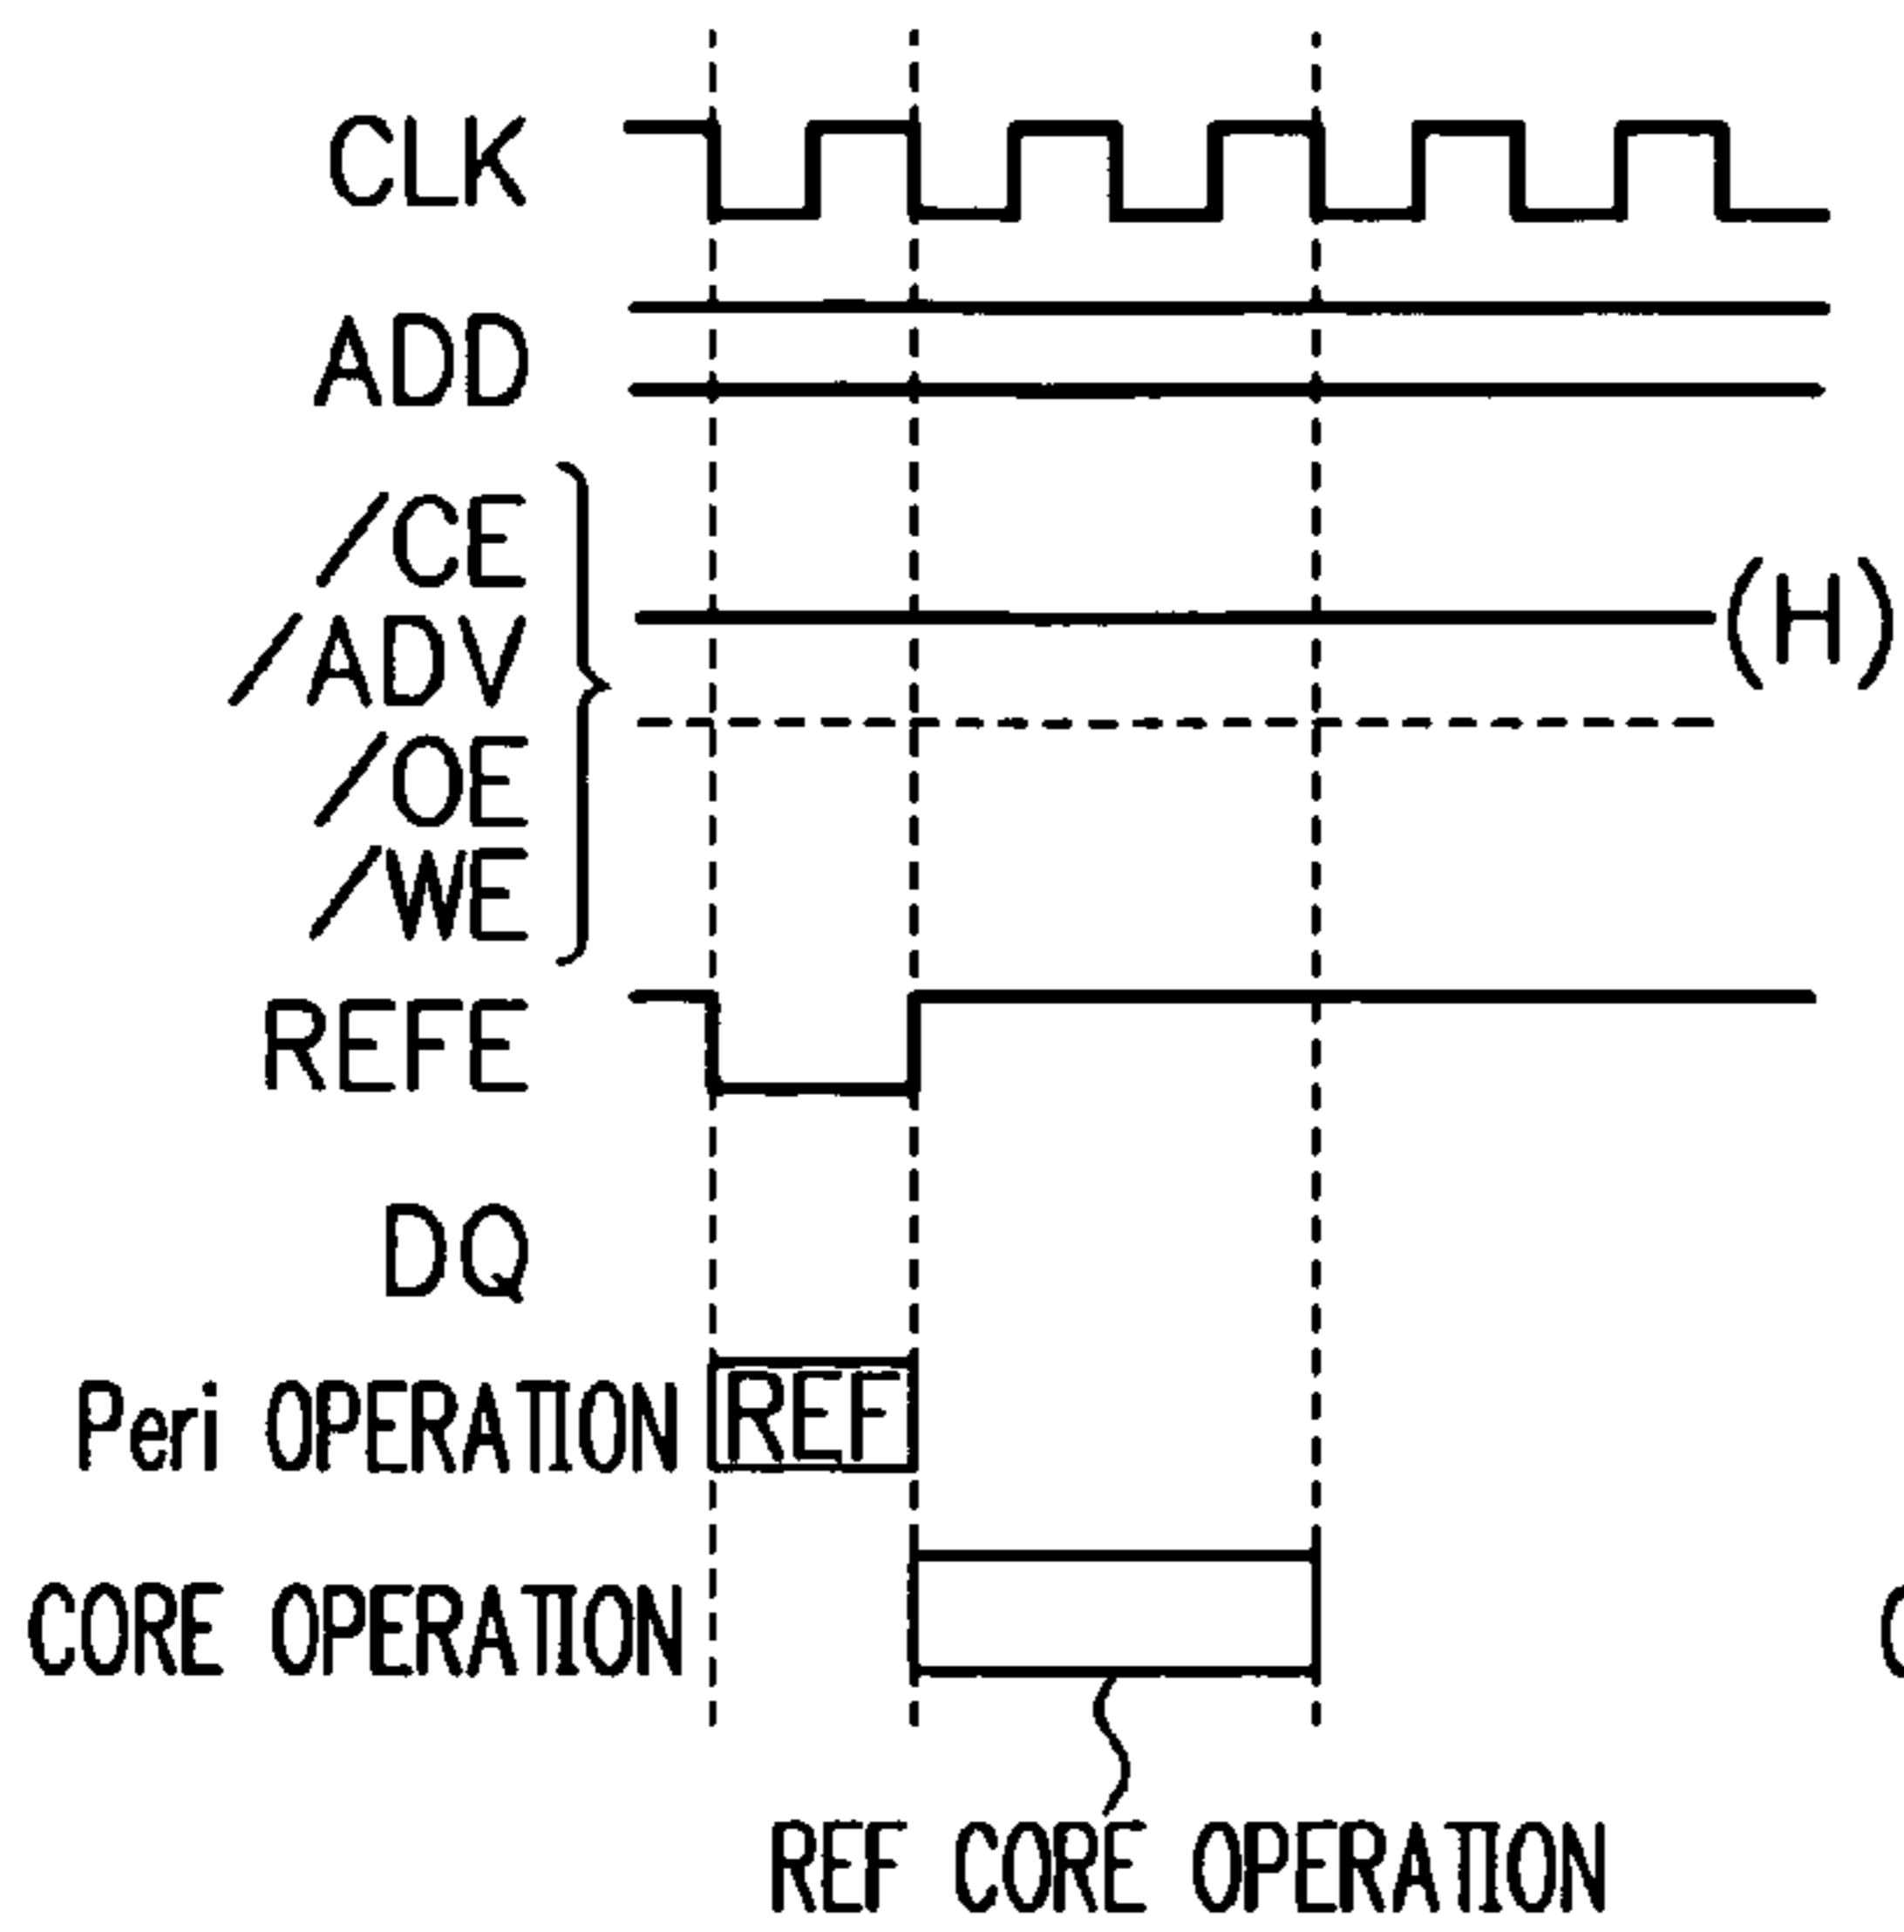 CLK
ADD
/CE
/ADV
/OE
/WE
(H)
REFE
DQ
Peri OPERATION
REF
CORE OPERATION
REF CORE OPERATION